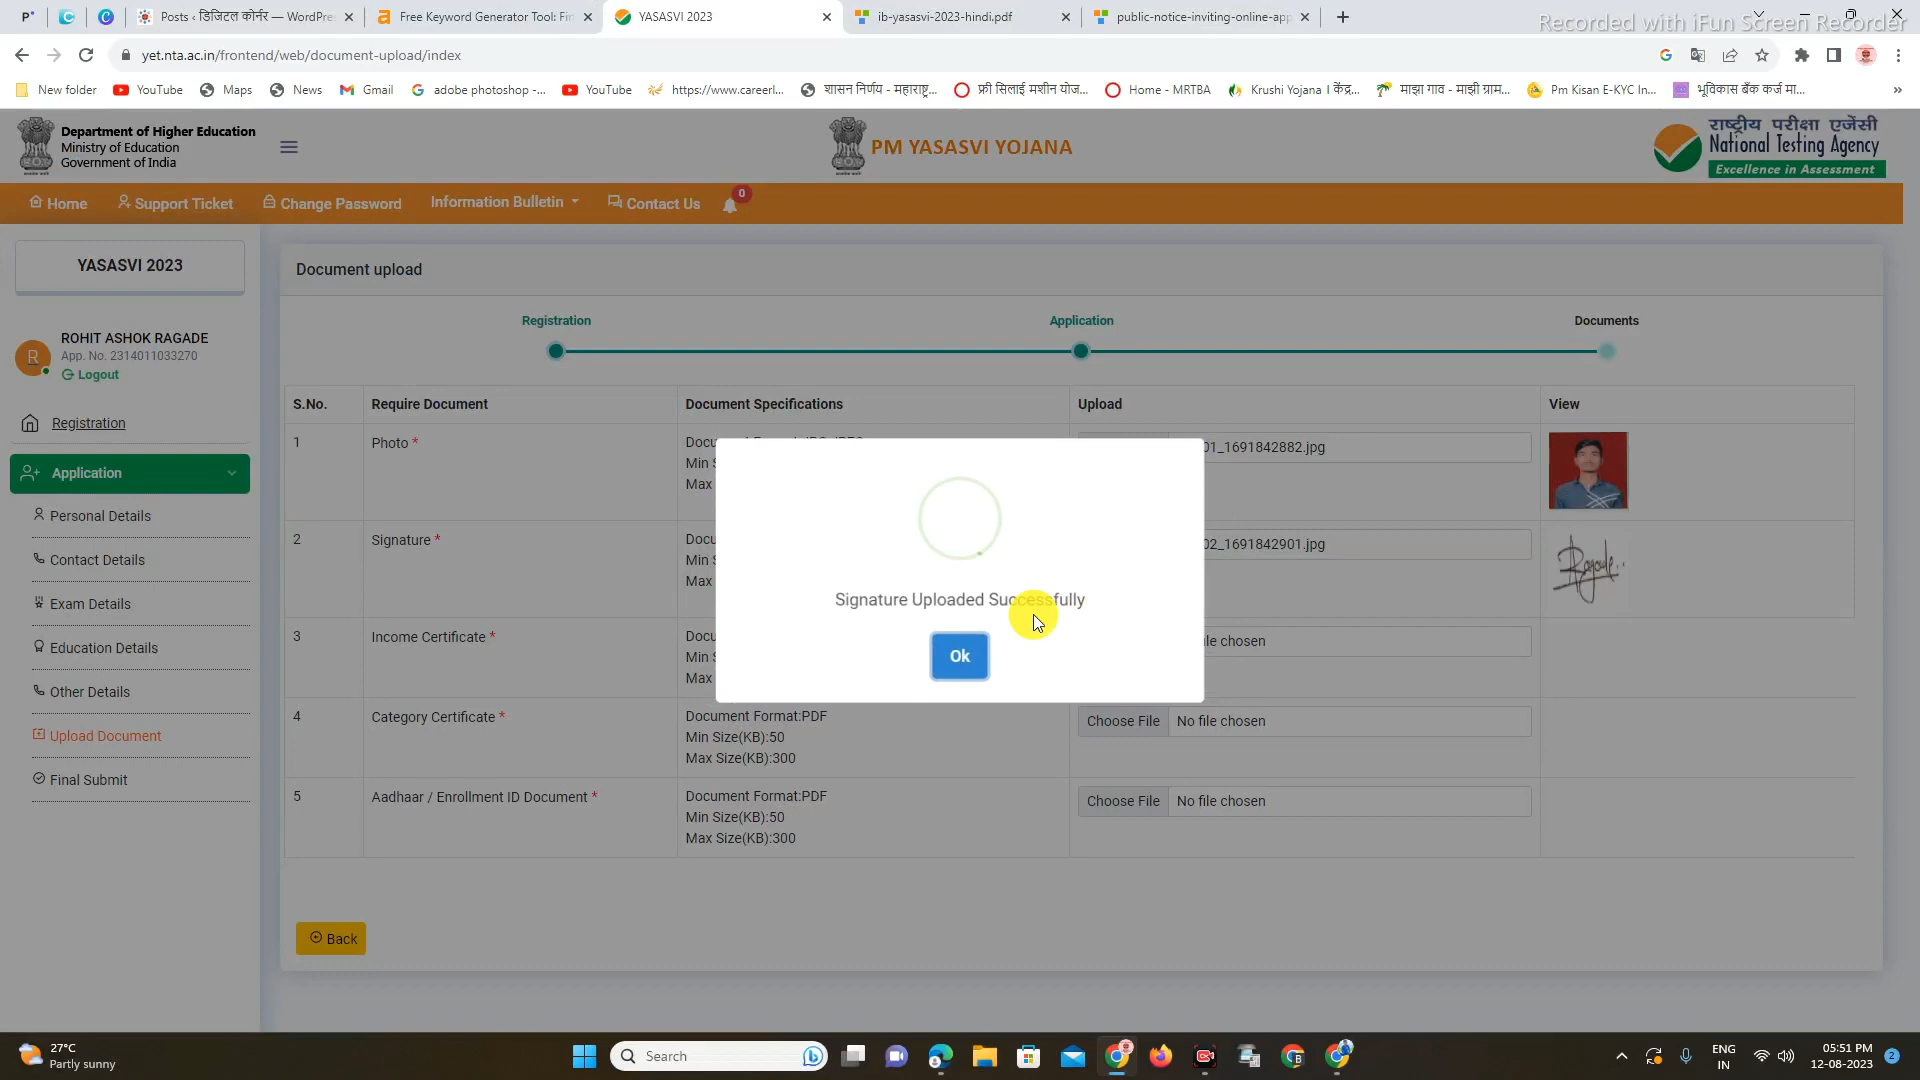 Posts ‹ डिजिटल कॉर्नर — WordPre
Free Keyword Generator Tool: Fin
YASASVI 2023
ib-yasasvi-2023-hindi.pdf
public-notice-inviting-online-app
Recorded with iFun Screen Recorder
yet.nta.ac.in/frontend/web/document-upload/index
New folder
YouTube
Maps
News
Gmail
adobe photoshop -...
YouTube
https://www.careerl...
शासन निर्णय - महाराष्ट्र...
फ्री सिलाई मशीन योज...
Home - MRTBA
Krushi Yojana । केंद्र...
माझा गाव - माझी ग्राम...
Pm Kisan E-KYC In...
भूविकास बँक कर्ज मा...
»
Department of Higher Education
Ministry of Education
Government of India
PM YASASVI YOJANA
राष्ट्रीय परीक्षा एजेंसी
National Testing Agency
Excellence in Assessment
Home
Support Ticket
Change Password
Information Bulletin
Contact Us
0
YASASVI 2023
R
ROHIT ASHOK RAGADE
App. No. 2314011033270
Logout
Registration
Application
Personal Details
Contact Details
Exam Details
Education Details
Other Details
Upload Document
Final Submit
Document upload
Registration
Application
Documents
S.No.
Require Document
Document Specifications
Upload
View
1
Photo *
Docu
Min S
Max
01_1691842882.jpg
2
Signature *
Docu
Min S
Max
02_1691842901.jpg
Ragade
3
Income Certificate *
Docu
Min S
Max
ile chosen
Signature Uploaded Successfully
Ok
4
Category Certificate *
Document Format:PDF
Min Size(KB):50
Max Size(KB):300
Choose File
No file chosen
5
Aadhaar / Enrollment ID Document *
Document Format:PDF
Min Size(KB):50
Max Size(KB):300
Choose File
No file chosen
Back
27°C
Partly sunny
Search
ENG
IN
05:51 PM
12-08-2023
2